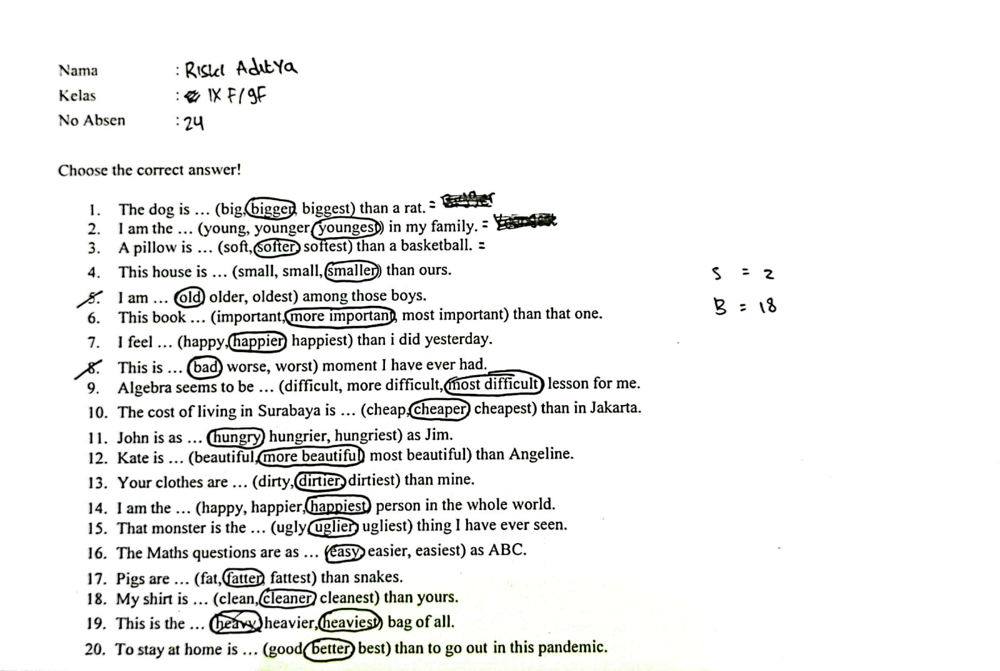 Nama : Riski Aditya
Kelas : IX F/9F
No Absen : 24
Choose the correct answer!
1. The dog is ... (big, bigger, biggest) than a rat. =
2. I am the ... (young, younger, youngest) in my family. =
3. A pillow is ... (soft, softer, softest) than a basketball. =
4. This house is ... (small, small, smaller) than ours.
S = 2
5. I am ... (old, older, oldest) among those boys.
B = 18
6. This book ... (important, more important, most important) than that one.
7. I feel ... (happy, happier, happiest) than i did yesterday.
8. This is ... (bad, worse, worst) moment I have ever had.
9. Algebra seems to be ... (difficult, more difficult, most difficult) lesson for me.
10. The cost of living in Surabaya is ... (cheap, cheaper, cheapest) than in Jakarta.
11. John is as ... (hungry, hungrier, hungriest) as Jim.
12. Kate is ... (beautiful, more beautiful, most beautiful) than Angeline.
13. Your clothes are ... (dirty, dirtier, dirtiest) than mine.
14. I am the ... (happy, happier, happiest) person in the whole world.
15. That monster is the ... (ugly, uglier, ugliest) thing I have ever seen.
16. The Maths questions are as ... (easy, easier, easiest) as ABC.
17. Pigs are ... (fat, fatter, fattest) than snakes.
18. My shirt is ... (clean, cleaner, cleanest) than yours.
19. This is the ... (heavy, heavier, heaviest) bag of all.
20. To stay at home is ... (good, better, best) than to go out in this pandemic.